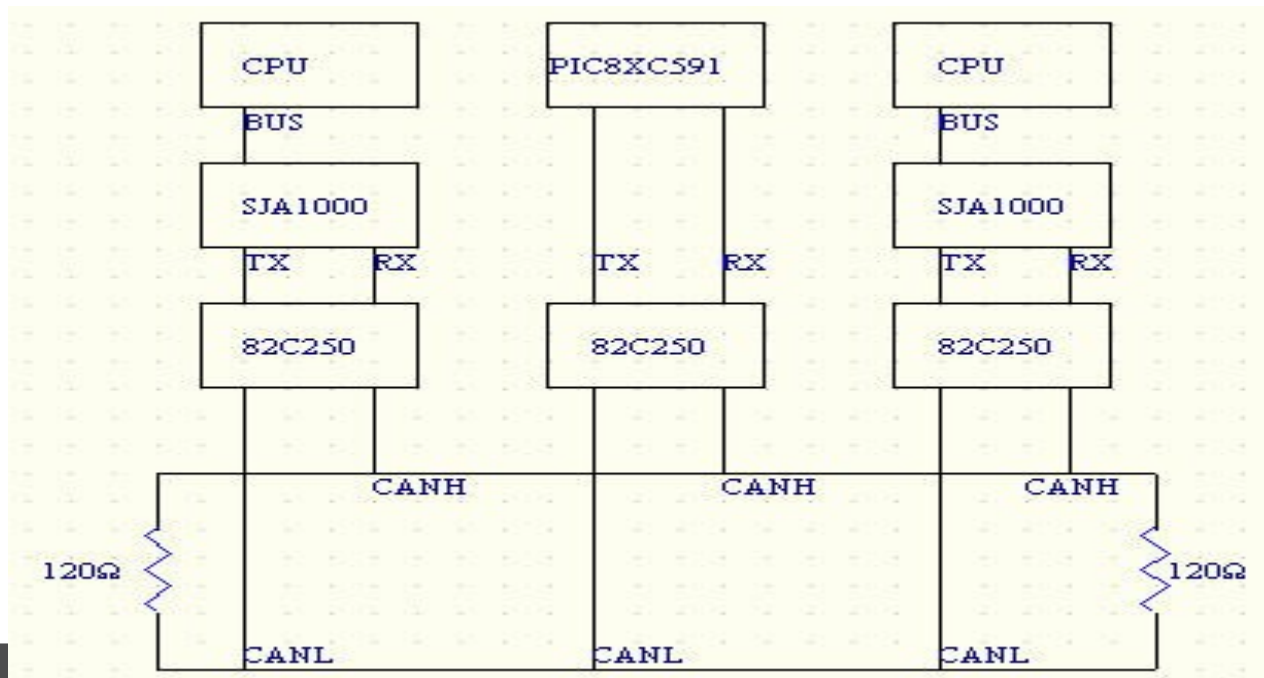 CPU PIC8XC591 CPU
BUS BUS
SJA1000 SJA1000
TX RX TX RX TX RX
82C250 82C250 82C250
CANH CANH CANH
120Ω 120Ω
CANL CANL CANL